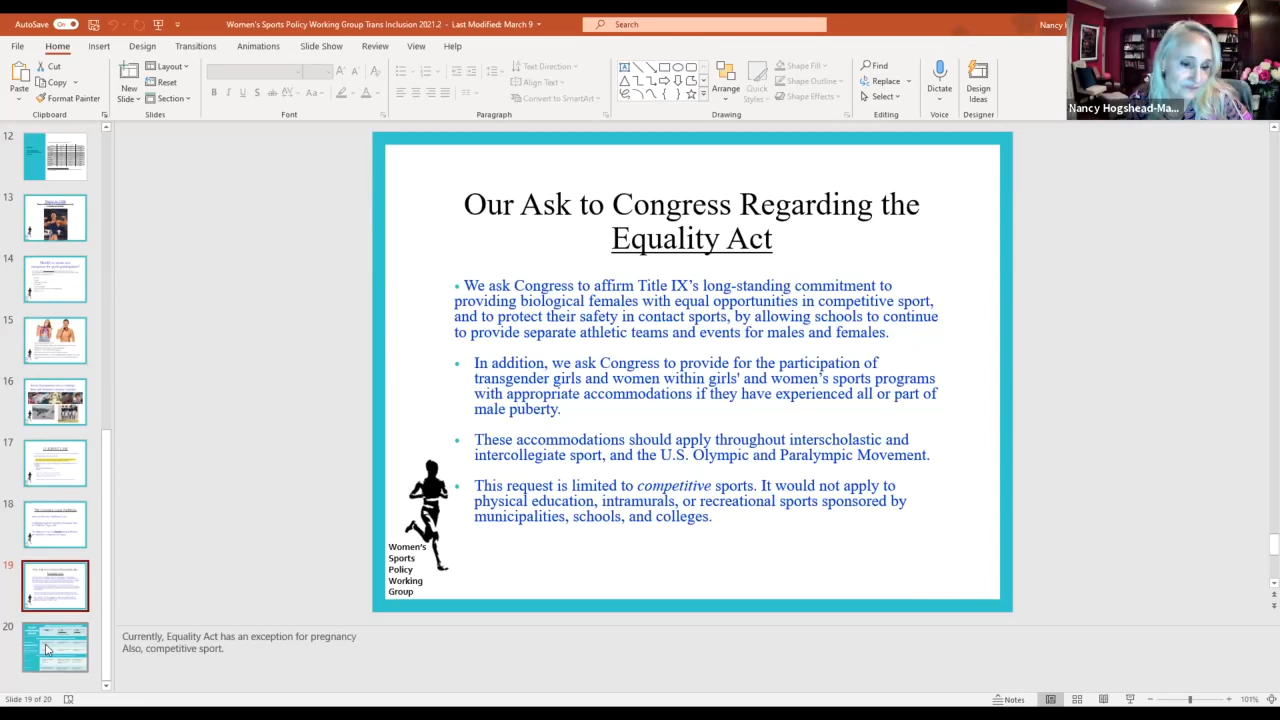 AutoSave
On
Women's Sports Policy Working Group Trans Inclusion 2021.2 - Last Modified: March 9
Search
Nancy
File
Home
Insert
Design
Transitions
Animations
Slide Show
Review
View
Help
Paste
Cut
Copy
Format Painter
Clipboard
New
Slide
Layout
Reset
Section
Slides
Font
Text Direction
Align Text
Convert to SmartArt
Paragraph
Arrange
Quick
Styles
Shape Fill
Shape Outline
Shape Effects
Drawing
Find
Replace
Select
Editing
Dictate
Voice
Design
Ideas
Designer
Nancy Hogshead-Ma...
12
13
14
15
16
17
18
19
20
Our Ask to Congress Regarding the
Equality Act
• We ask Congress to affirm Title IX's long-standing commitment to
providing biological females with equal opportunities in competitive sport,
and to protect their safety in contact sports, by allowing schools to continue
to provide separate athletic teams and events for males and females.
• In addition, we ask Congress to provide for the participation of
transgender girls and women within girls' and women's sports programs
with appropriate accommodations if they have experienced all or part of
male puberty.
• These accommodations should apply throughout interscholastic and
intercollegiate sport, and the U.S. Olympic and Paralympic Movement.
• This request is limited to competitive sports. It would not apply to
physical education, intramurals, or recreational sports sponsored by
municipalities, schools, and colleges.
Women's
Sports
Policy
Working
Group
Currently, Equality Act has an exception for pregnancy
Also, competitive sport.
Slide 19 of 20
Notes
101%